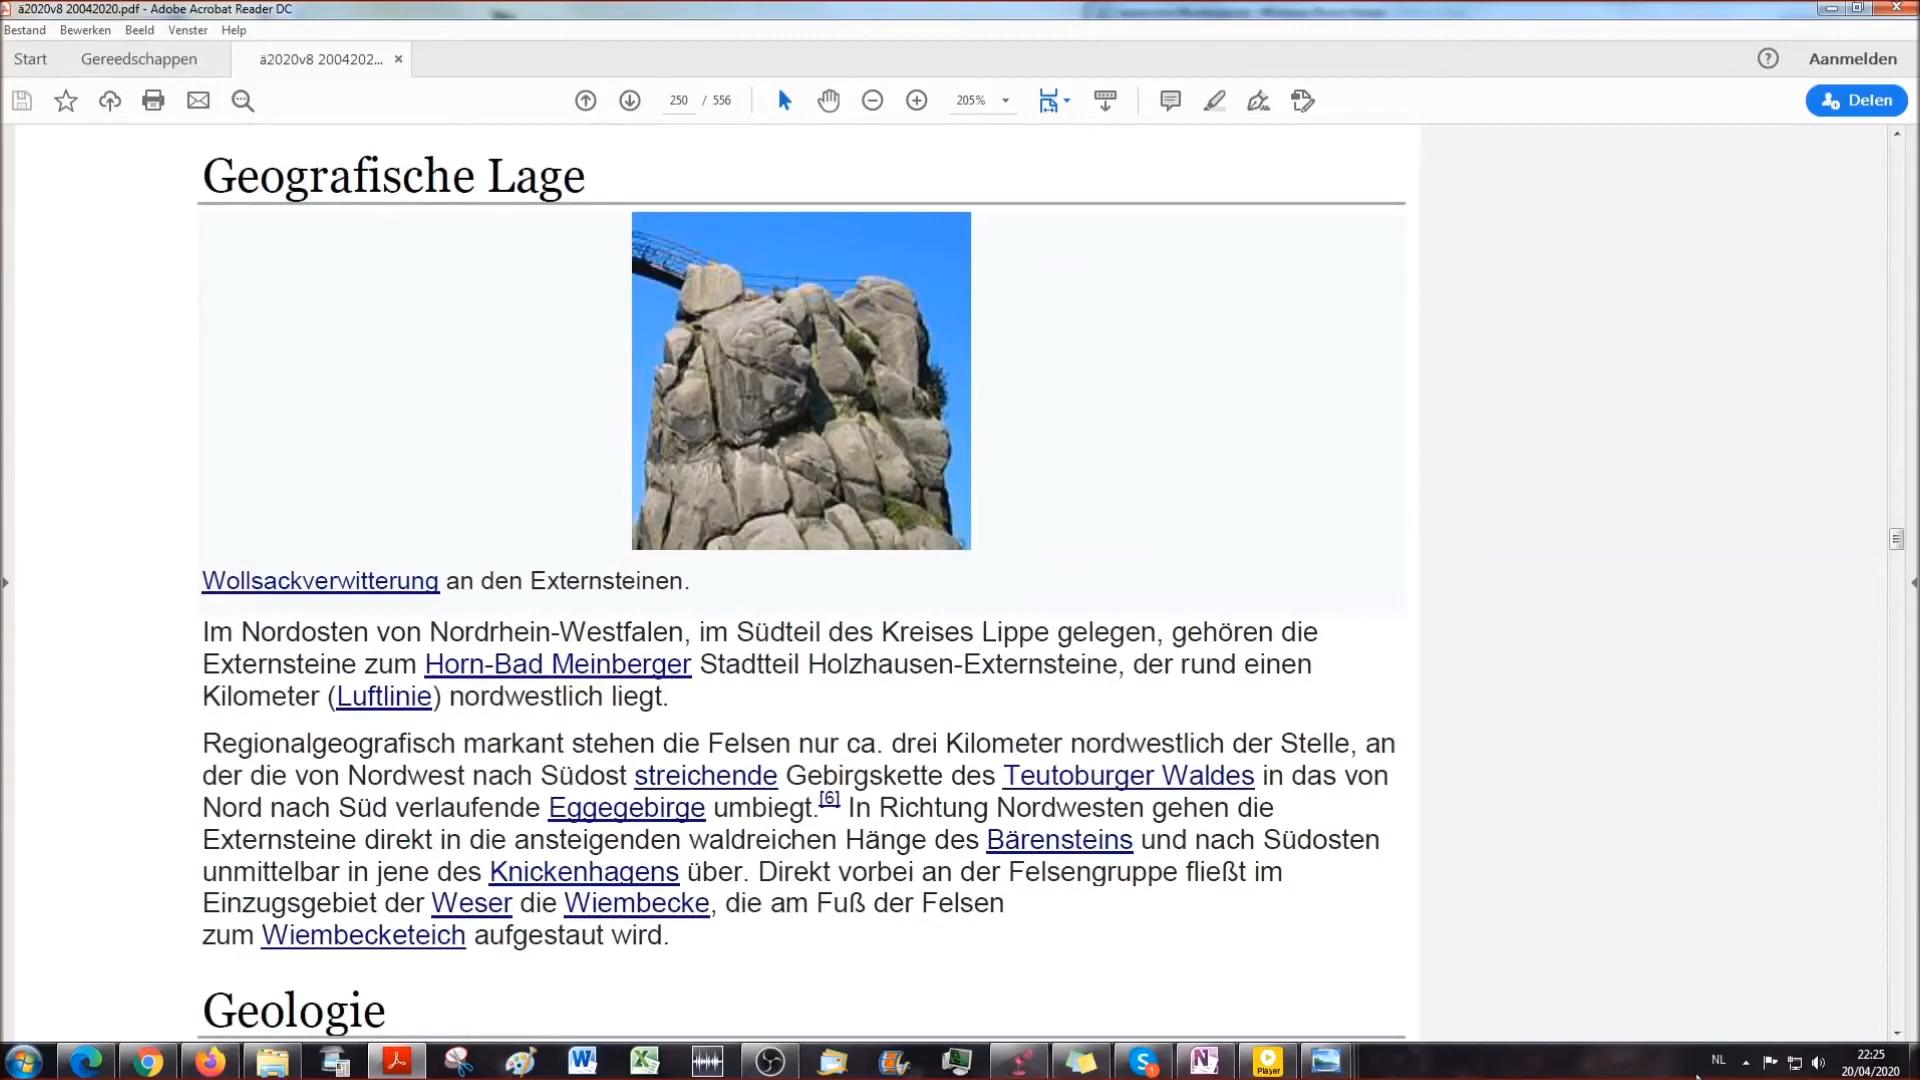 ä2020v8 20042020.pdf - Adobe Acrobat Reader DC
Bestand Bewerken Beeld Venster Help
Start Gereedschappen ä2020v8 2004202... × Aanmelden
250 / 556 205% Delen
Geografische Lage
Wollsackverwitterung an den Externsteinen.
Im Nordosten von Nordrhein-Westfalen, im Südteil des Kreises Lippe gelegen, gehören die
Externsteine zum Horn-Bad Meinberger Stadtteil Holzhausen-Externsteine, der rund einen
Kilometer (Luftlinie) nordwestlich liegt.
Regionalgeografisch markant stehen die Felsen nur ca. drei Kilometer nordwestlich der Stelle, an
der die von Nordwest nach Südost streichende Gebirgskette des Teutoburger Waldes in das von
Nord nach Süd verlaufende Eggegebirge umbiegt.[6] In Richtung Nordwesten gehen die
Externsteine direkt in die ansteigenden waldreichen Hänge des Bärensteins und nach Südosten
unmittelbar in jene des Knickenhagens über. Direkt vorbei an der Felsengruppe fließt im
Einzugsgebiet der Weser die Wiembecke, die am Fuß der Felsen
zum Wiembecketeich aufgestaut wird.
Geologie
Player
NL 22:25
20/04/2020